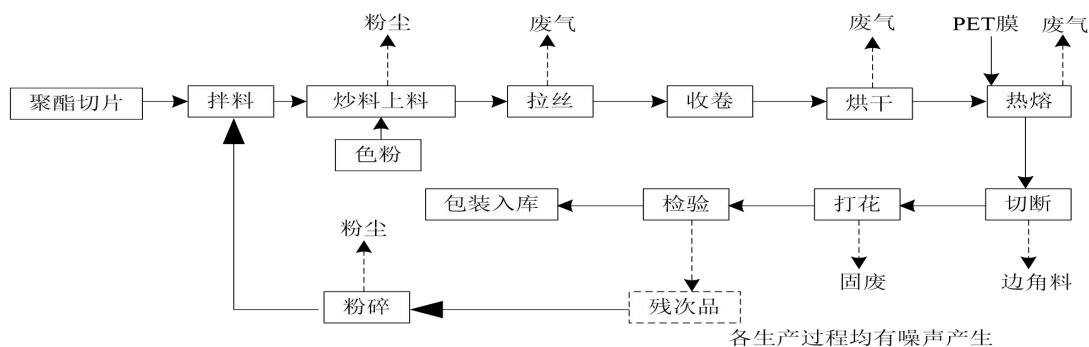 粉尘
废气
废气
PET膜
废气
聚酯切片
拌料
炒料上料
拉丝
收卷
烘干
热熔
色粉
包装入库
检验
打花
切断
粉尘
固废
边角料
粉碎
残次品
各生产过程均有噪声产生